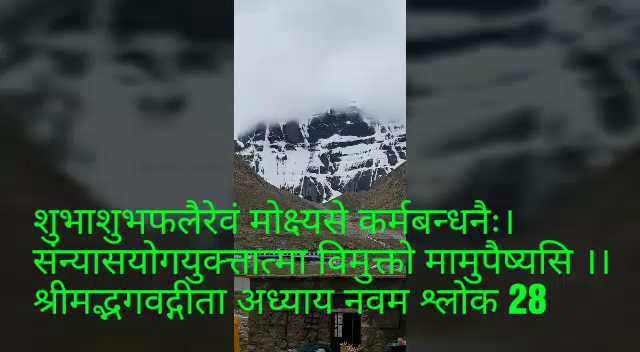 शुभाशुभफलैरेवं मोक्ष्यसे कर्मबन्धनैः।
सन्यासयोगयुक्तात्मा विमुक्तो मामुपैष्यसि ।।
श्रीमद्भगवद्गीता अध्याय नवम श्लोक 28